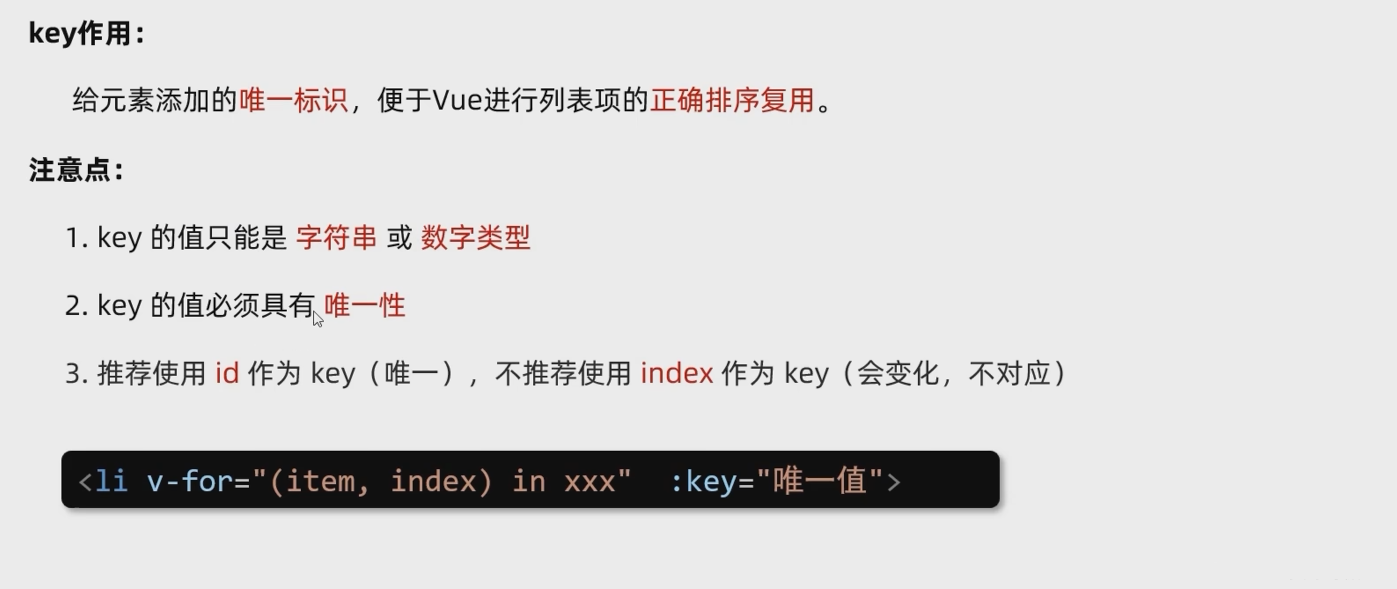 key作用：
给元素添加的唯一标识，便于Vue进行列表项的正确排序复用。
注意点：
1. key 的值只能是 字符串 或 数字类型
2. key 的值必须具有 唯一性
3. 推荐使用 id 作为 key（唯一），不推荐使用 index 作为 key（会变化，不对应）
<li v-for="(item, index) in xxx"  :key="唯一值">